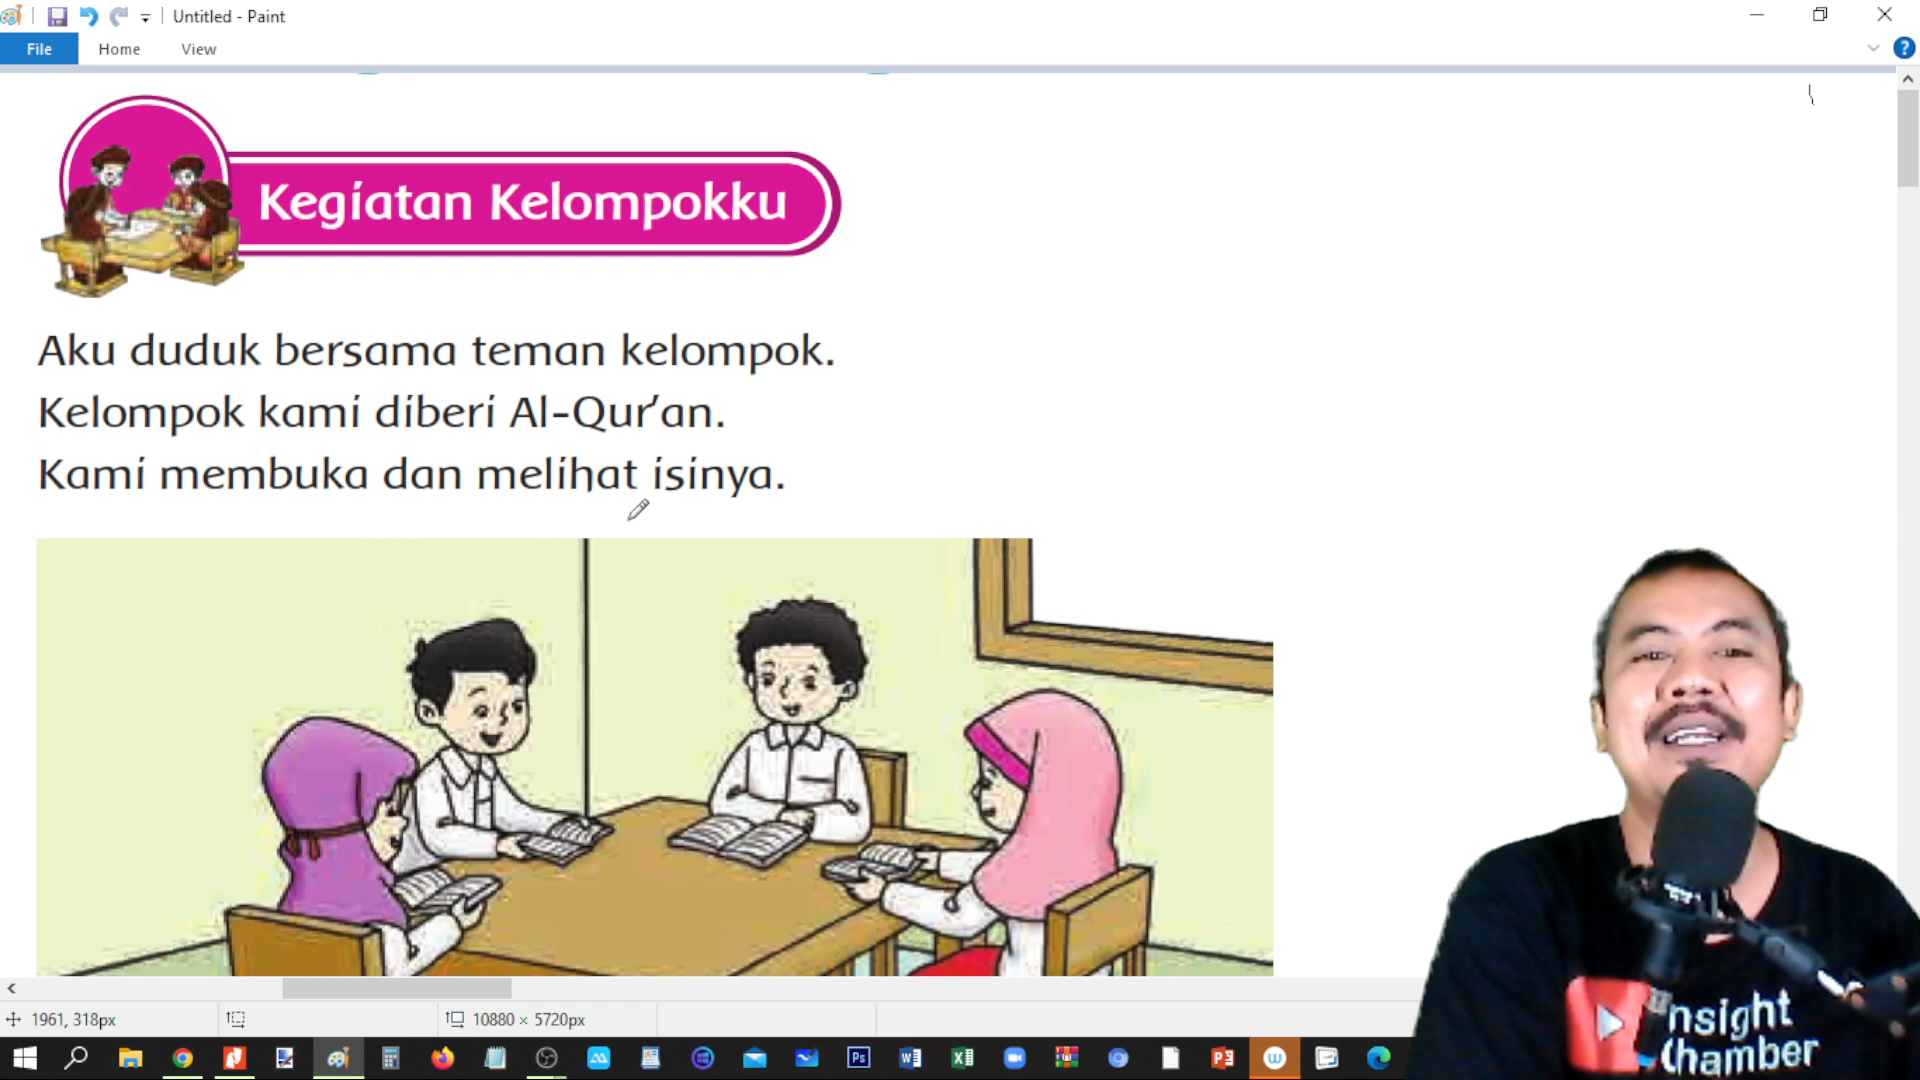 Untitled - Paint
File Home View
Kegiatan Kelompokku
Aku duduk bersama teman kelompok.
Kelompok kami diberi Al-Qur’an.
Kami membuka dan melihat isinya.
1961, 318px
10880 × 5720px
Insight
Chamber